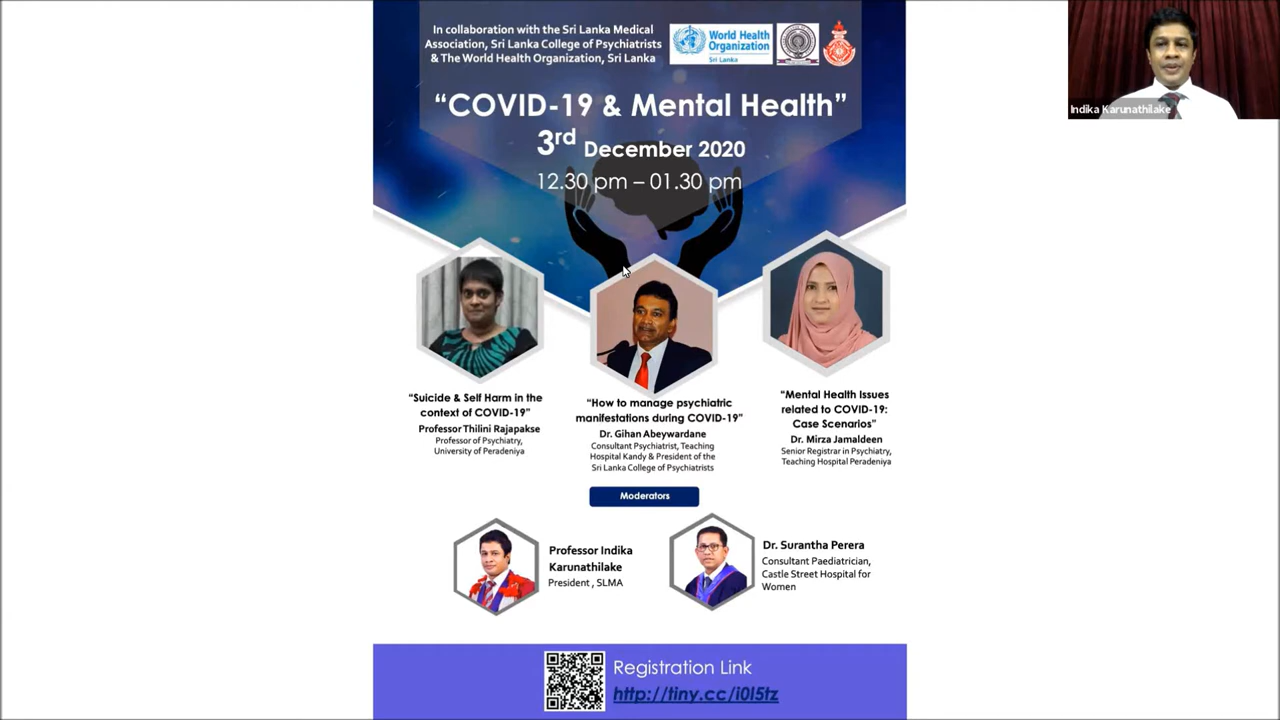 In collaboration with the Sri Lanka Medical
Association, Sri Lanka College of Psychiatrists
& The World Health Organization, Sri Lanka
World Health
Organization
Sri Lanka
“COVID-19 & Mental Health”
3rd December 2020
12.30 pm – 01.30 pm
Indika Karunathilake
“Suicide & Self Harm in the
context of COVID-19”
Professor Thilini Rajapakse
Professor of Psychiatry,
University of Peradeniya
“How to manage psychiatric
manifestations during COVID-19”
Dr. Gihan Abeywardane
Consultant Psychiatrist, Teaching
Hospital Kandy & President of the
Sri Lanka College of Psychiatrists
“Mental Health Issues
related to COVID-19:
Case Scenarios”
Dr. Mirza Jamaldeen
Senior Registrar in Psychiatry,
Teaching Hospital Peradeniya
Moderators
Professor Indika
Karunathilake
President , SLMA
Dr. Surantha Perera
Consultant Paediatrician,
Castle Street Hospital for
Women
Registration Link
http://tiny.cc/i0l5tz